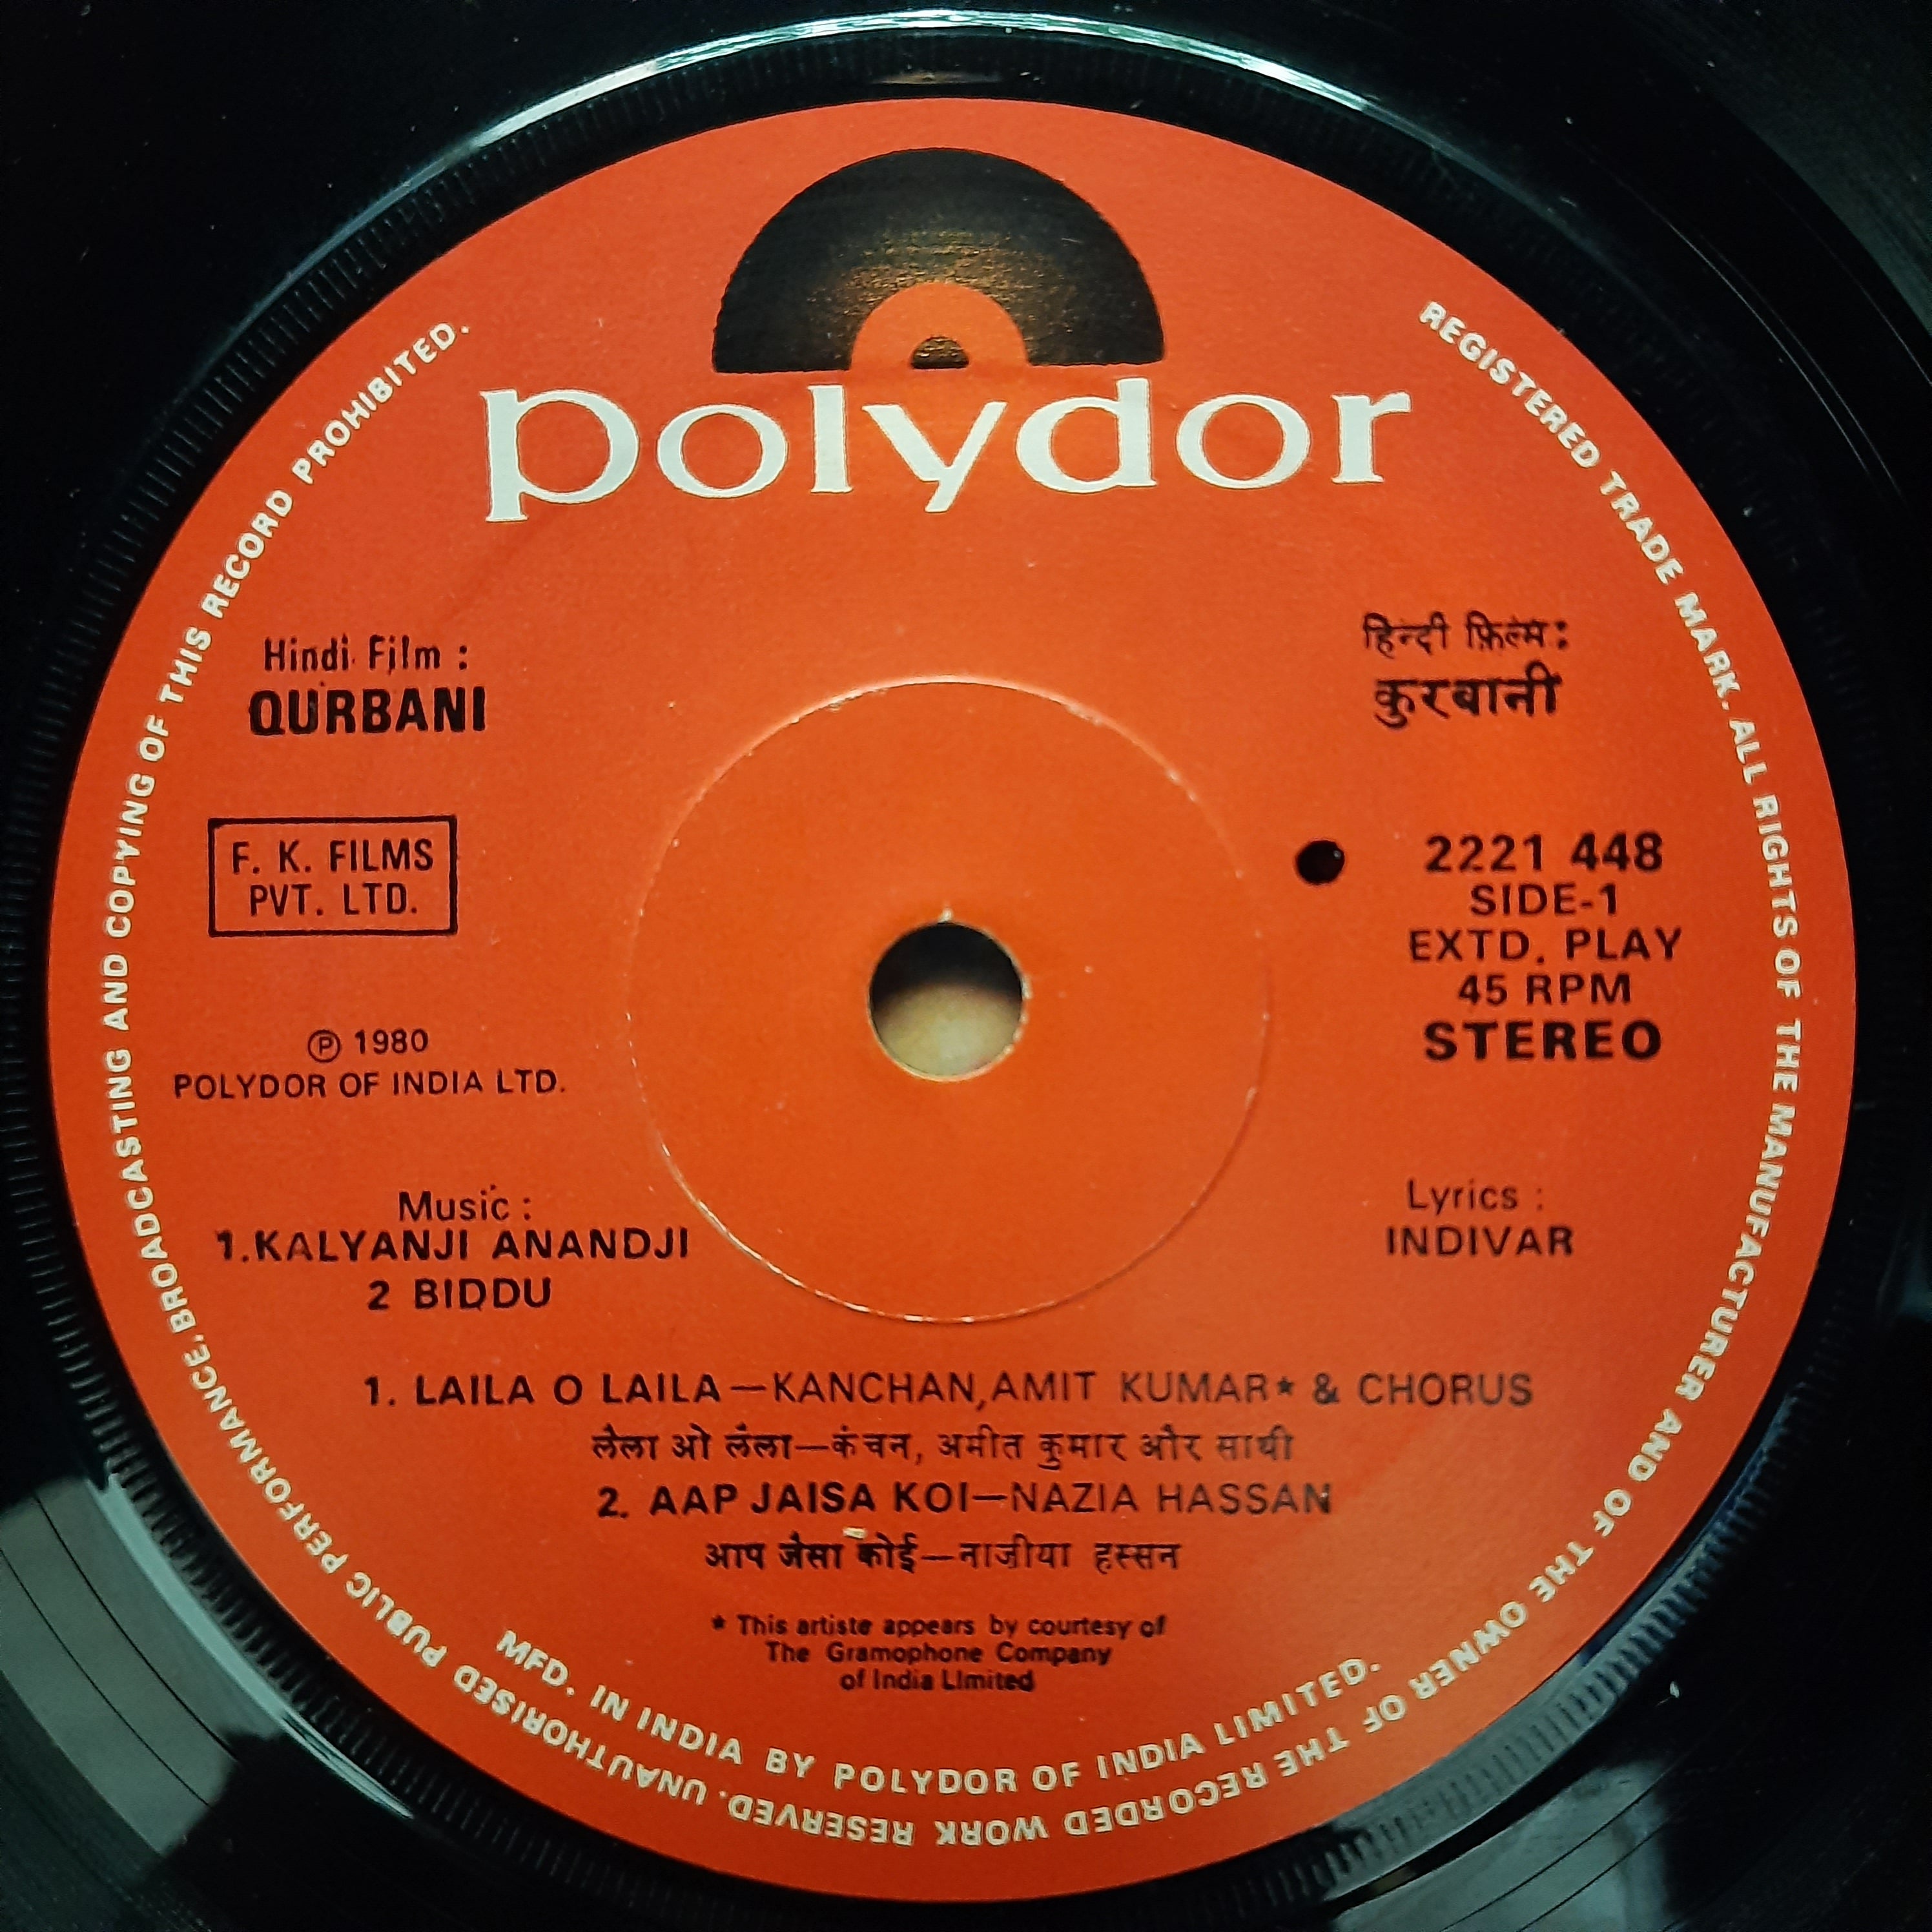 polydor
Hindi Film :
QURBANI
हिन्दी फ़िल्म:
कुरबानी
F. K. FILMS
PVT. LTD.
2221 448
SIDE-1
EXTD. PLAY
45 RPM
STEREO
℗ 1980
POLYDOR OF INDIA LTD.
Music :
1.KALYANJI ANANDJI
2 BIDDU
Lyrics :
INDIVAR
1. LAILA O LAILA—KANCHAN,AMIT KUMAR★ & CHORUS
लैला ओ लैला—कंचन, अमीत कुमार और साथी
2. AAP JAISA KOI—NAZIA HASSAN
आप जैसा कोई—नाज़ीया हस्सन
★ This artiste appears by courtesy of
The Gramophone Company
of India LImited
MFD. IN INDIA BY POLYDOR OF INDIA LIMITED.
REGISTERED TRADE MARK. ALL RIGHTS OF THE MANUFACTURER AND OF THE OWNER OF THE RECORDED WORK RESERVED. UNAUTHORISED PUBLIC PERFORMANCE, BROADCASTING AND COPYING OF THIS RECORD PROHIBITED.